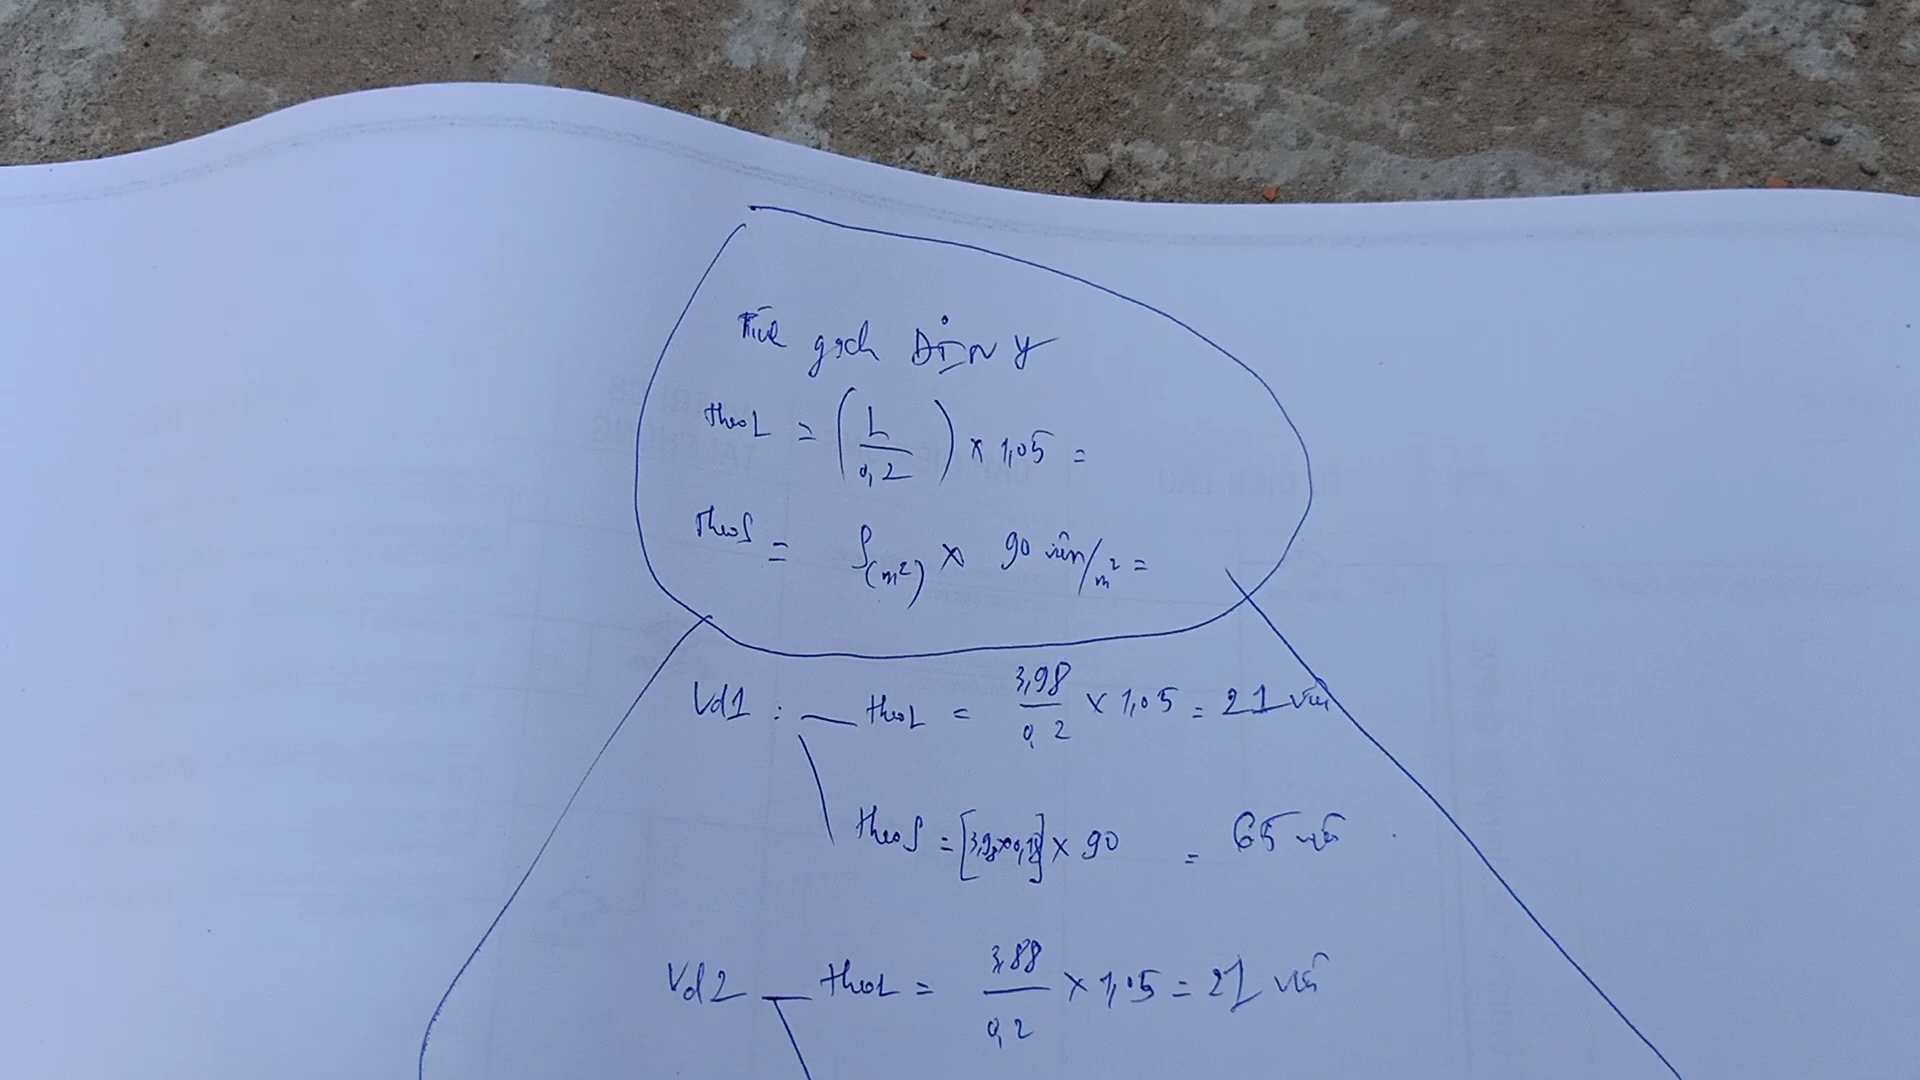 Tính gạch ĐỊNH Y
theo L = (L / 0,2) × 1,05 =
theo S = S(m²) × 90 viên/m² =
Vd1 : theo L = 3,98 / 0,2 × 1,05 = 21 viên
theo S = [3,98×0,18] × 90 = 65 viên
Vd2 theo L = 3,88 / 0,2 × 1,05 = 21 viên